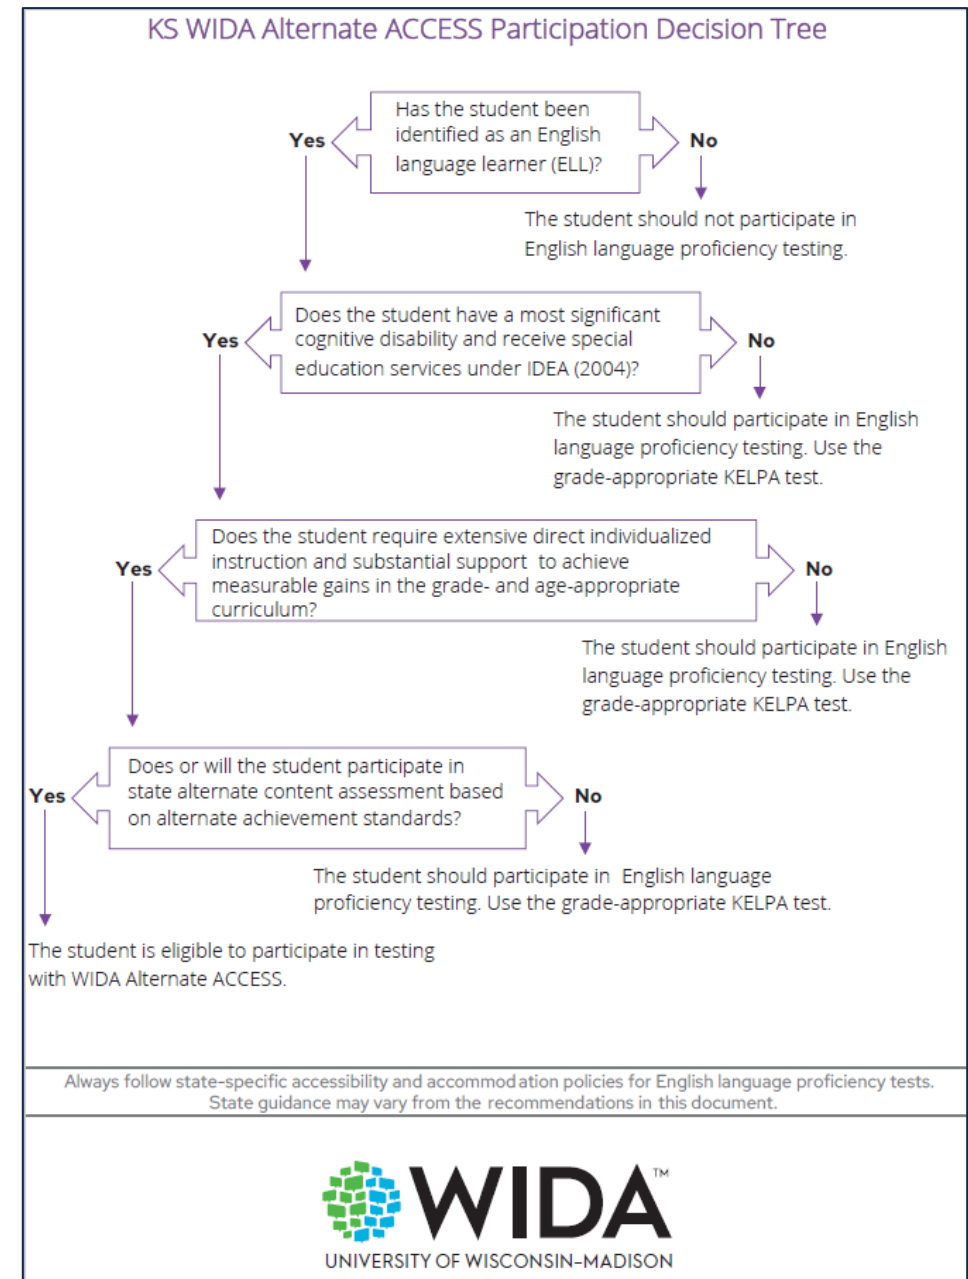 KS WIDA Alternate ACCESS Participation Decision Tree
Has the student been
identified as an English
language learner (ELL)?
Yes
No
The student should not participate in
English language proficiency testing.
Does the student have a most significant
cognitive disability and receive special
education services under IDEA (2004)?
Yes
No
The student should participate in English
language proficiency testing. Use the
grade-appropriate KELPA test.
Does the student require extensive direct individualized
instruction and substantial support to achieve
measurable gains in the grade- and age-appropriate
curriculum?
Yes
No
The student should participate in English
language proficiency testing. Use the
grade-appropriate KELPA test.
Does or will the student participate in
state alternate content assessment based
on alternate achievement standards?
Yes
No
The student should participate in English language
proficiency testing. Use the grade-appropriate KELPA test.
The student is eligible to participate in testing
with WIDA Alternate ACCESS.
Always follow state-specific accessibility and accommodation policies for English language proficiency tests.
State guidance may vary from the recommendations in this document.
WIDA™
UNIVERSITY OF WISCONSIN–MADISON